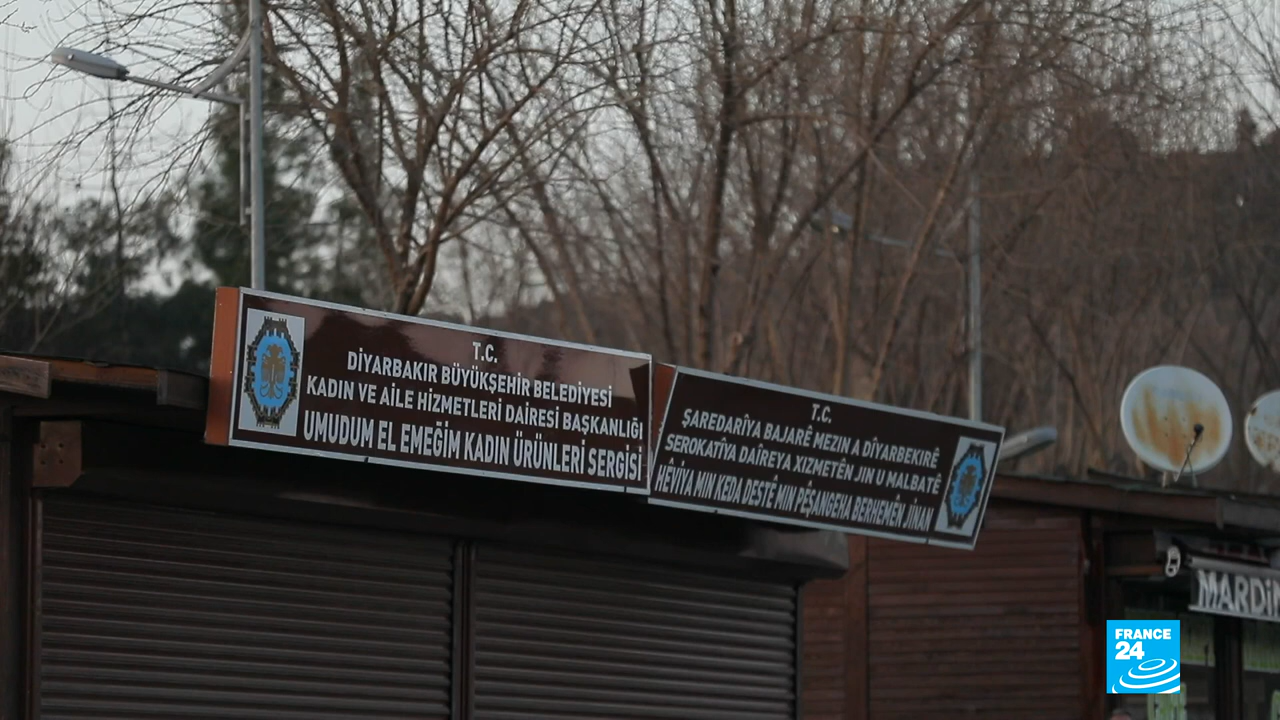 T.C.
DİYARBAKIR BÜYÜKŞEHİR BELEDİYESİ
KADIN VE AİLE HİZMETLERİ DAİRESİ BAŞKANLIĞI
UMUDUM EL EMEĞİM KADIN ÜRÜNLERİ SERGİSİ
T.C.
ŞAREDARÎYA BAJARÊ MEZIN A DÎYARBEKIRÊ
SEROKATÎYA DAÎREYA XIZMETÊN JIN U MALBATÊ
HÊVÎYA MIN KEDA DESTÊ MIN PÊŞANGEHA BERHEMÊN JÎNAN
FRANCE
24